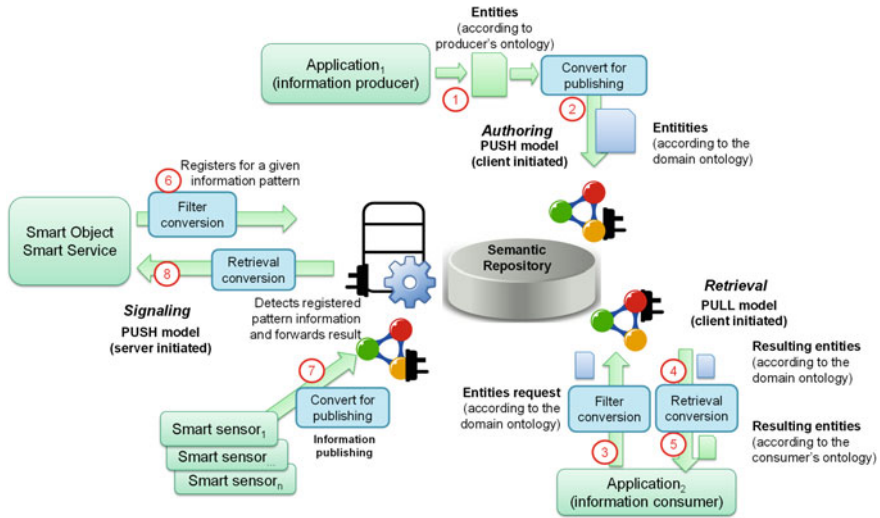 Entities
(according to
producer's ontology)
Application1
(information producer)
1
Convert for
publishing
2
Authoring
PUSH model
(client initiated)
Entitities
(according to the
domain ontology)
Registers for a given
information pattern
6
Filter
conversion
Smart Object
Smart Service
8
Retrieval
conversion
Signaling
PUSH model
(server initiated)
Detects registered
pattern information
and forwards result
Semantic
Repository
Retrieval
PULL model
(client initiated)
7
Convert for
publishing
Information
publishing
Smart sensor1
Smart sensor...
Smart sensorn
Entities request
(according to the
domain ontology)
Filter
conversion
3
4
Retrieval
conversion
5
Resulting entities
(according to the
domain ontology)
Resulting entities
(according to the
consumer's ontology)
Application2
(information consumer)